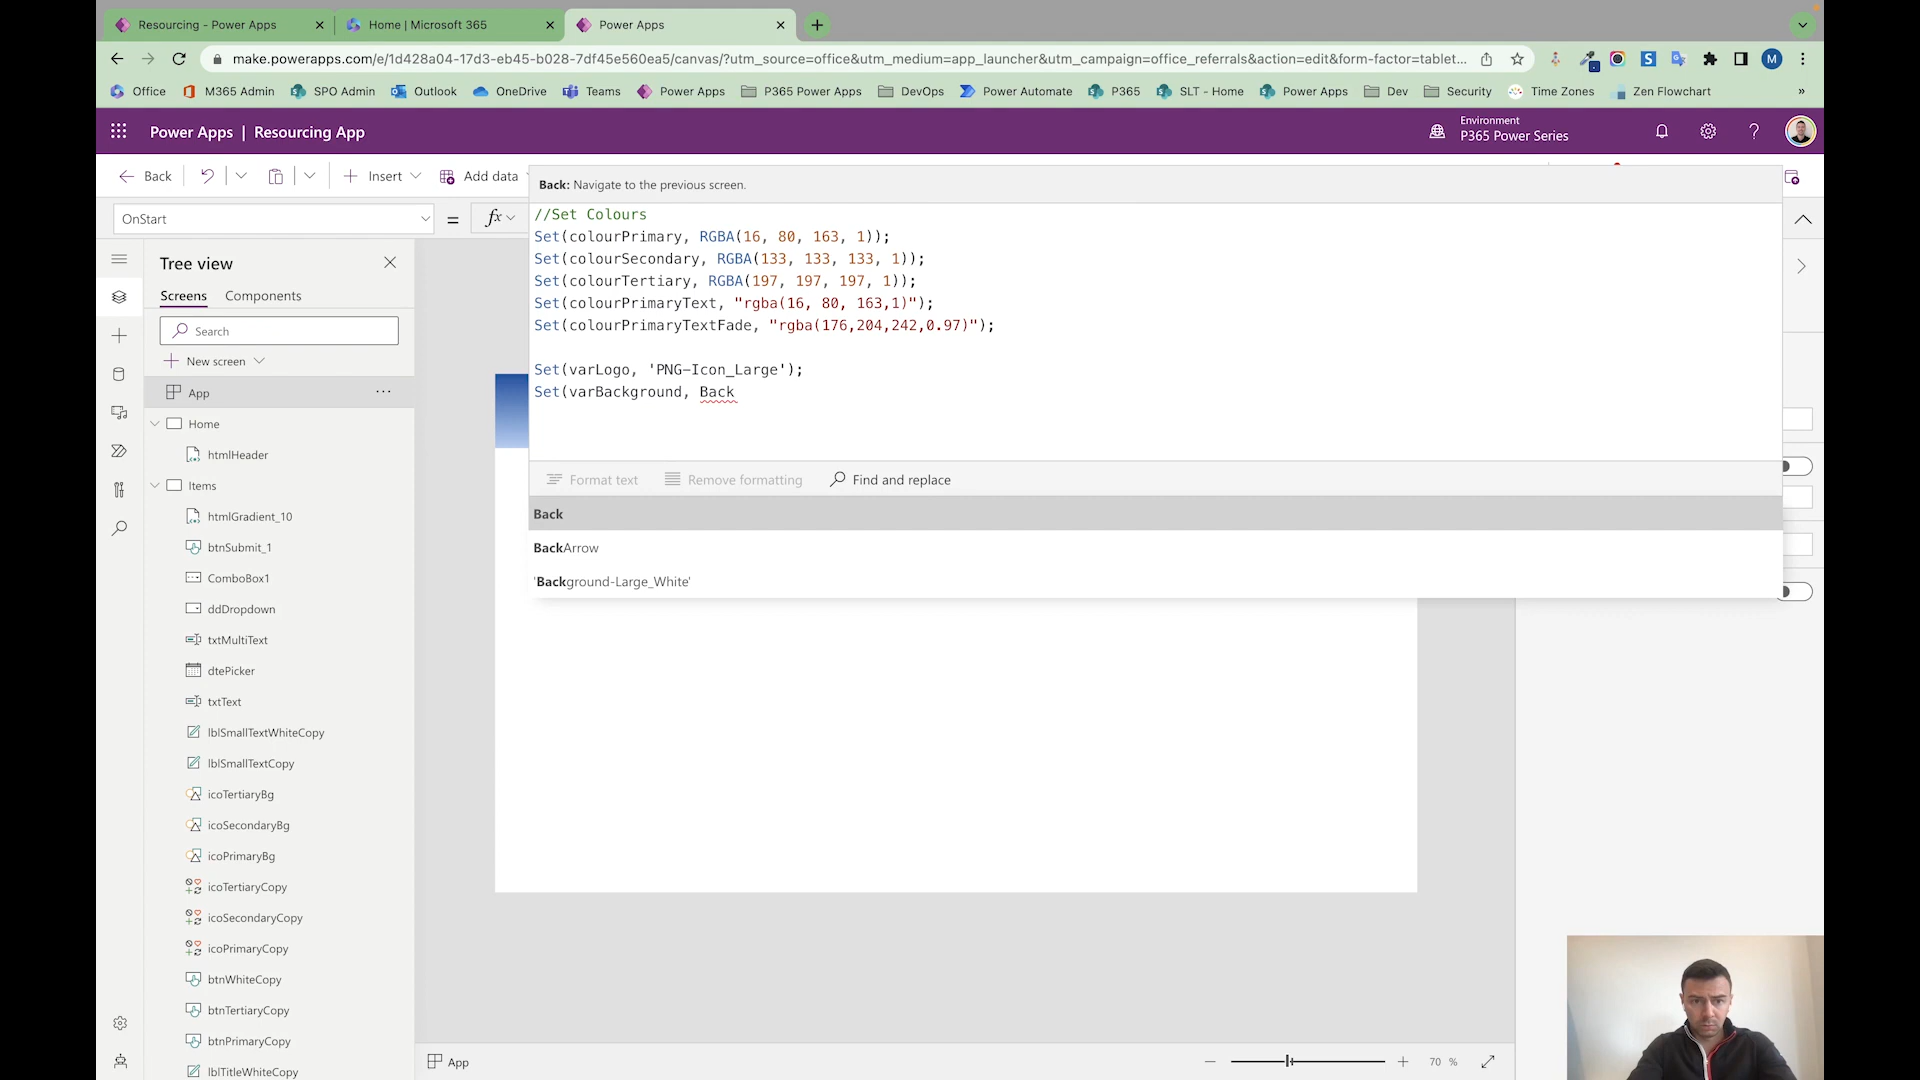 Resourcing - Power Apps
Home | Microsoft 365
Power Apps
make.powerapps.com/e/1d428a04-17d3-eb45-b028-7df45e560ea5/canvas/?utm_source=office&utm_medium=app_launcher&utm_campaign=office_referrals&action=edit&form-factor=tablet...
M
Office
M365 Admin
SPO Admin
Outlook
OneDrive
Teams
Power Apps
P365 Power Apps
DevOps
Power Automate
P365
SLT - Home
Power Apps
Dev
Security
Time Zones
Zen Flowchart
»
Power Apps | Resourcing App
Environment
P365 Power Series
Back
Insert
Add data
Back: Navigate to the previous screen.
OnStart
=
fx
//Set Colours
Set(colourPrimary, RGBA(16, 80, 163, 1));
Set(colourSecondary, RGBA(133, 133, 133, 1));
Set(colourTertiary, RGBA(197, 197, 197, 1));
Set(colourPrimaryText, "rgba(16, 80, 163,1)");
Set(colourPrimaryTextFade, "rgba(176,204,242,0.97)");
Set(varLogo, 'PNG-Icon_Large');
Set(varBackground, Back
Format text
Remove formatting
Find and replace
Back
BackArrow
'Background-Large_White'
Tree view
Screens
Components
Search
New screen
App
Home
htmlHeader
Items
htmlGradient_10
btnSubmit_1
ComboBox1
ddDropdown
txtMultiText
dtePicker
txtText
lblSmallTextWhiteCopy
lblSmallTextCopy
icoTertiaryBg
icoSecondaryBg
icoPrimaryBg
icoTertiaryCopy
icoSecondaryCopy
icoPrimaryCopy
btnWhiteCopy
btnTertiaryCopy
btnPrimaryCopy
lblTitleWhiteCopy
App
70 %